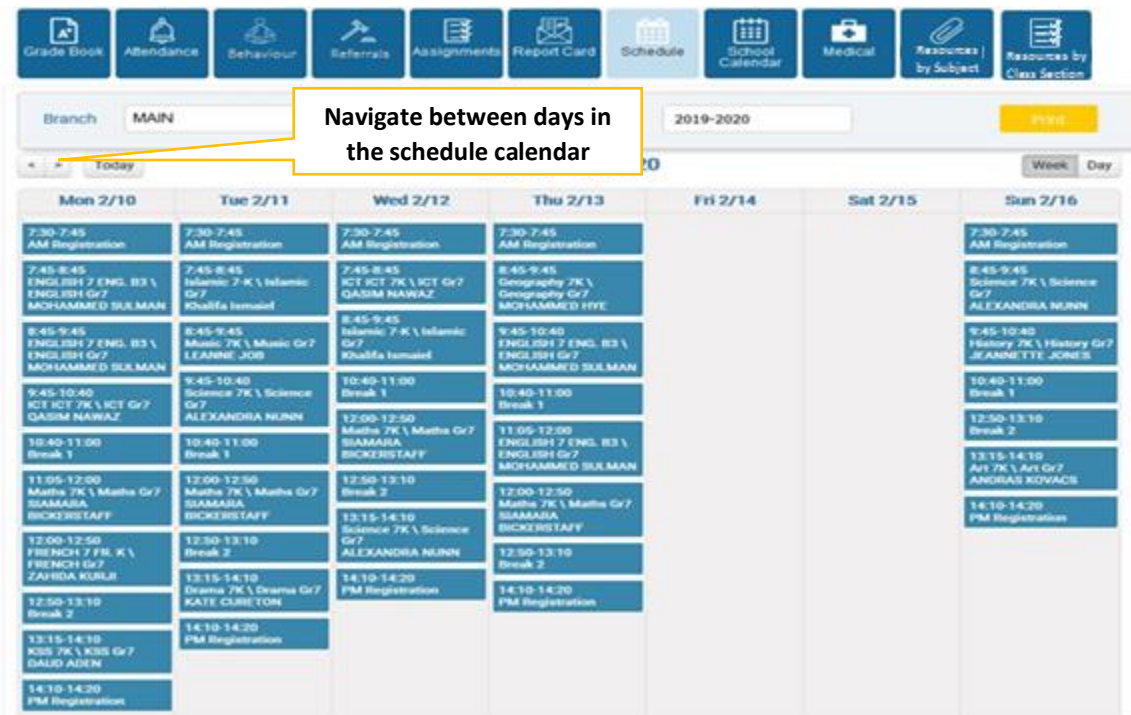 Grade Book
Attendance
Behaviour
Referrals
Assignments
Report Card
Schedule
School
Calendar
Medical
Resources |
by Subject
Resources by
Class Section
Branch
MAIN
Navigate between days in
the schedule calendar
2019-2020
Print
Today
20
Week
Day
Mon 2/10
Tue 2/11
Wed 2/12
Thu 2/13
Fri 2/14
Sat 2/15
Sun 2/16
7:30-7:45
AM Registration
7:45-8:45
ENGLISH 7 ENG. B3 \
ENGLISH Gr7
MOHAMMED SULMAN
8:45-9:45
ENGLISH 7 ENG. B3 \
ENGLISH Gr7
MOHAMMED SULMAN
9:45-10:40
ICT ICT 7K \ ICT Gr7
QASIM NAWAZ
10:40-11:00
Break 1
11:05-12:00
Maths 7K \ Maths Gr7
SIAMARA
BICKERSTAFF
12:00-12:50
FRENCH 7 FR. K \
FRENCH Gr7
ZAHIDA KURJI
12:50-13:10
Break 2
13:15-14:10
KSS 7K \ KSS Gr7
DAUD ADEN
14:10-14:20
PM Registration
7:30-7:45
AM Registration
7:45-8:45
Islamic 7-K \ Islamic
Gr7
Khalifa Ismaiel
8:45-9:45
Music 7K \ Music Gr7
LEANNE JOB
9:45-10:40
Science 7K \ Science
Gr7
ALEXANDRA NUNN
10:40-11:00
Break 1
12:00-12:50
Maths 7K \ Maths Gr7
SIAMARA
BICKERSTAFF
12:50-13:10
Break 2
13:15-14:10
Drama 7K \ Drama Gr7
KATE CURETON
14:10-14:20
PM Registration
7:30-7:45
AM Registration
7:45-8:45
ICT ICT 7K \ ICT Gr7
QASIM NAWAZ
8:45-9:45
Islamic 7-K \ Islamic
Gr7
Khalifa Ismaiel
10:40-11:00
Break 1
12:00-12:50
Maths 7K \ Maths Gr7
SIAMARA
BICKERSTAFF
12:50-13:10
Break 2
13:15-14:10
Science 7K \ Science
Gr7
ALEXANDRA NUNN
14:10-14:20
PM Registration
7:30-7:45
AM Registration
8:45-9:45
Geography 7K \
Geography Gr7
MOHAMMED HYE
9:45-10:40
ENGLISH 7 ENG. B3 \
ENGLISH Gr7
MOHAMMED SULMAN
10:40-11:00
Break 1
11:05-12:00
ENGLISH 7 ENG. B3 \
ENGLISH Gr7
MOHAMMED SULMAN
12:00-12:50
Maths 7K \ Maths Gr7
SIAMARA
BICKERSTAFF
12:50-13:10
Break 2
14:10-14:20
PM Registration
7:30-7:45
AM Registration
8:45-9:45
Science 7K \ Science
Gr7
ALEXANDRA NUNN
9:45-10:40
History 7K \ History Gr7
JEANNETTE JONES
10:40-11:00
Break 1
12:50-13:10
Break 2
13:15-14:10
Art 7K \ Art Gr7
ANDRAS KOVACS
14:10-14:20
PM Registration